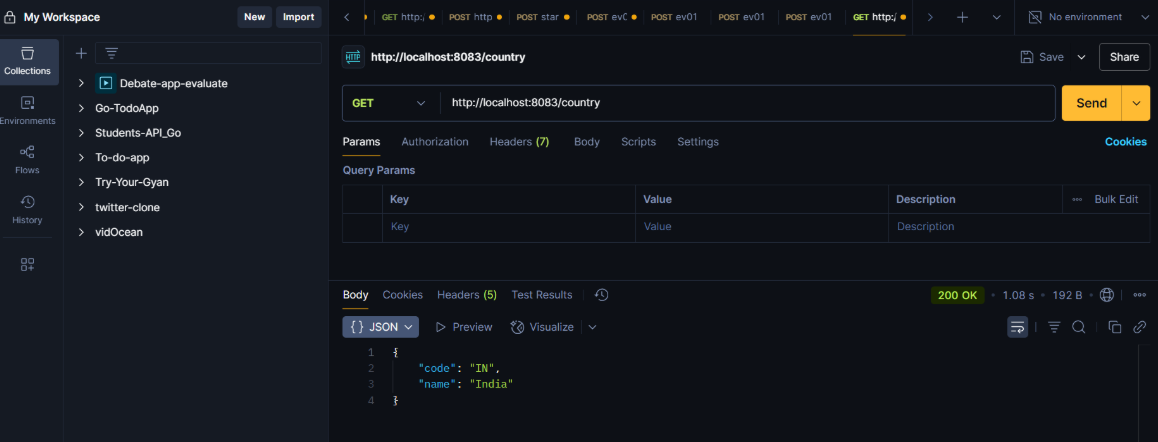 My Workspace New Import GET http:/ POST http POST star POST ev0 POST ev01 POST ev01 POST ev01 GET http:/ No environment
Collections
Environments
Flows
History
Debate-app-evaluate
Go-TodoApp
Students-API_Go
To-do-app
Try-Your-Gyan
twitter-clone
vidOcean
HTTP http://localhost:8083/country Save Share
GET http://localhost:8083/country Send
Params Authorization Headers (7) Body Scripts Settings Cookies
Query Params
Key Value Description Bulk Edit
Key Value Description
Body Cookies Headers (5) Test Results 200 OK 1.08 s 192 B
{ } JSON Preview Visualize
1 {
2 "code": "IN",
3 "name": "India"
4 }